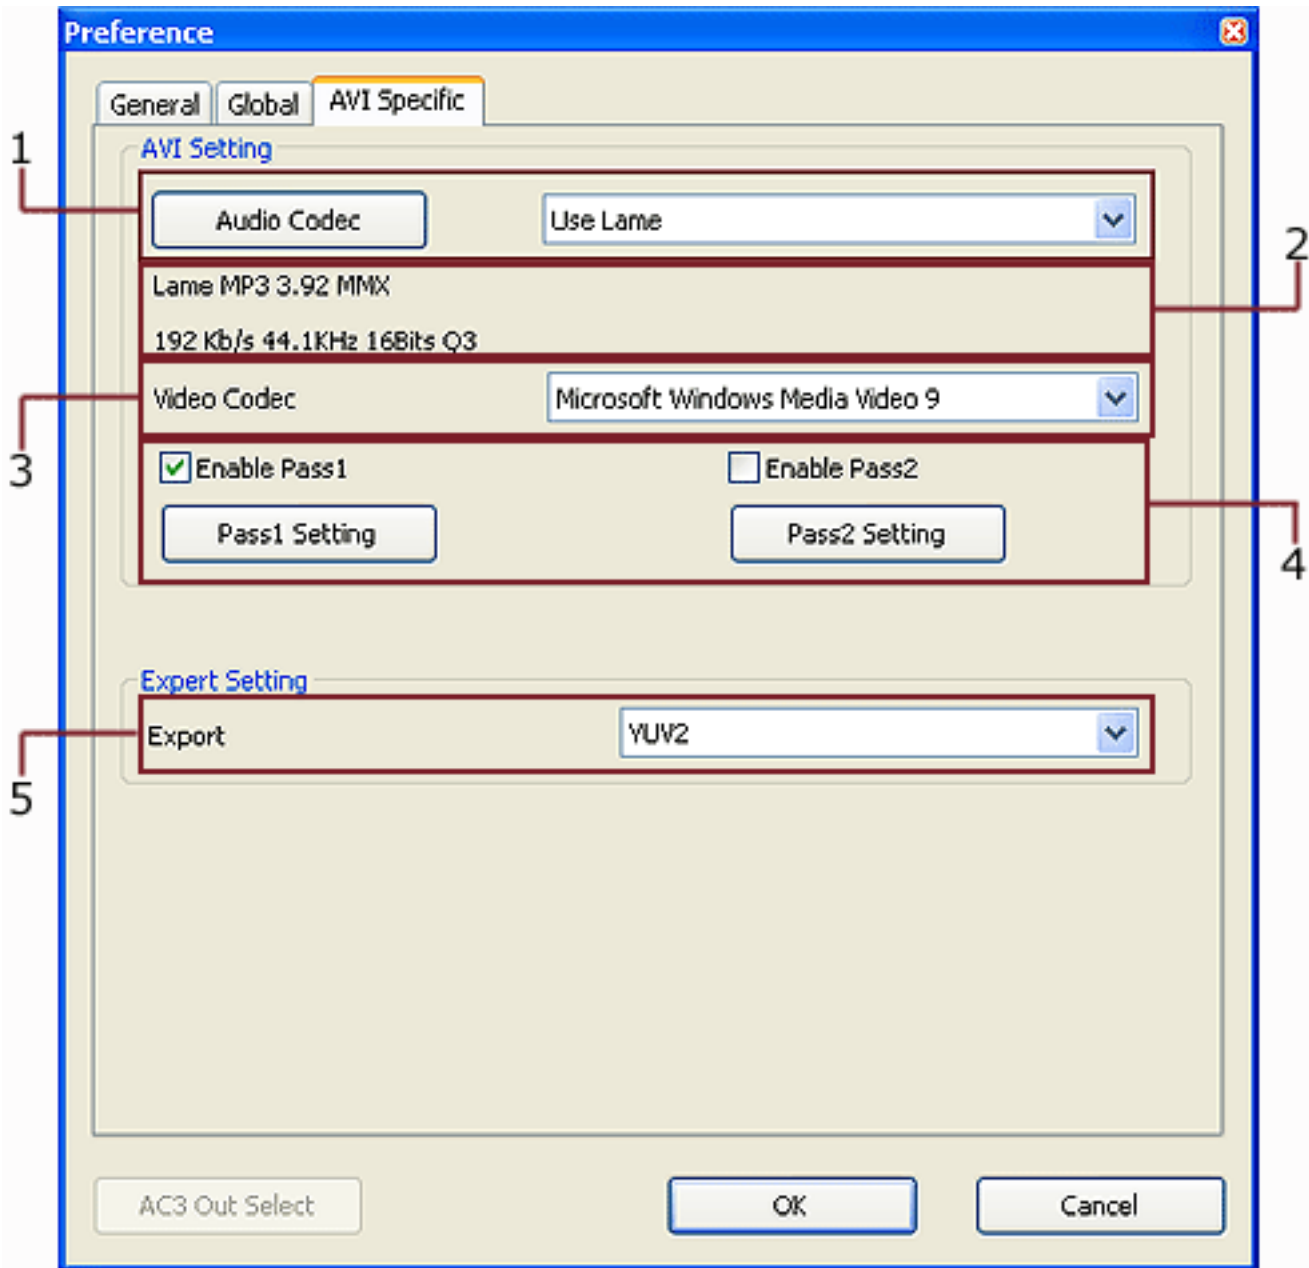 Preference
General Global AVI Specific
AVI Setting
1
Audio Codec Use Lame
2
Lame MP3 3.92 MMX
192 Kb/s 44.1KHz 16Bits Q3
Video Codec Microsoft Windows Media Video 9
3
Enable Pass1 Enable Pass2
Pass1 Setting Pass2 Setting
4
Expert Setting
Export YUV2
5
AC3 Out Select OK Cancel